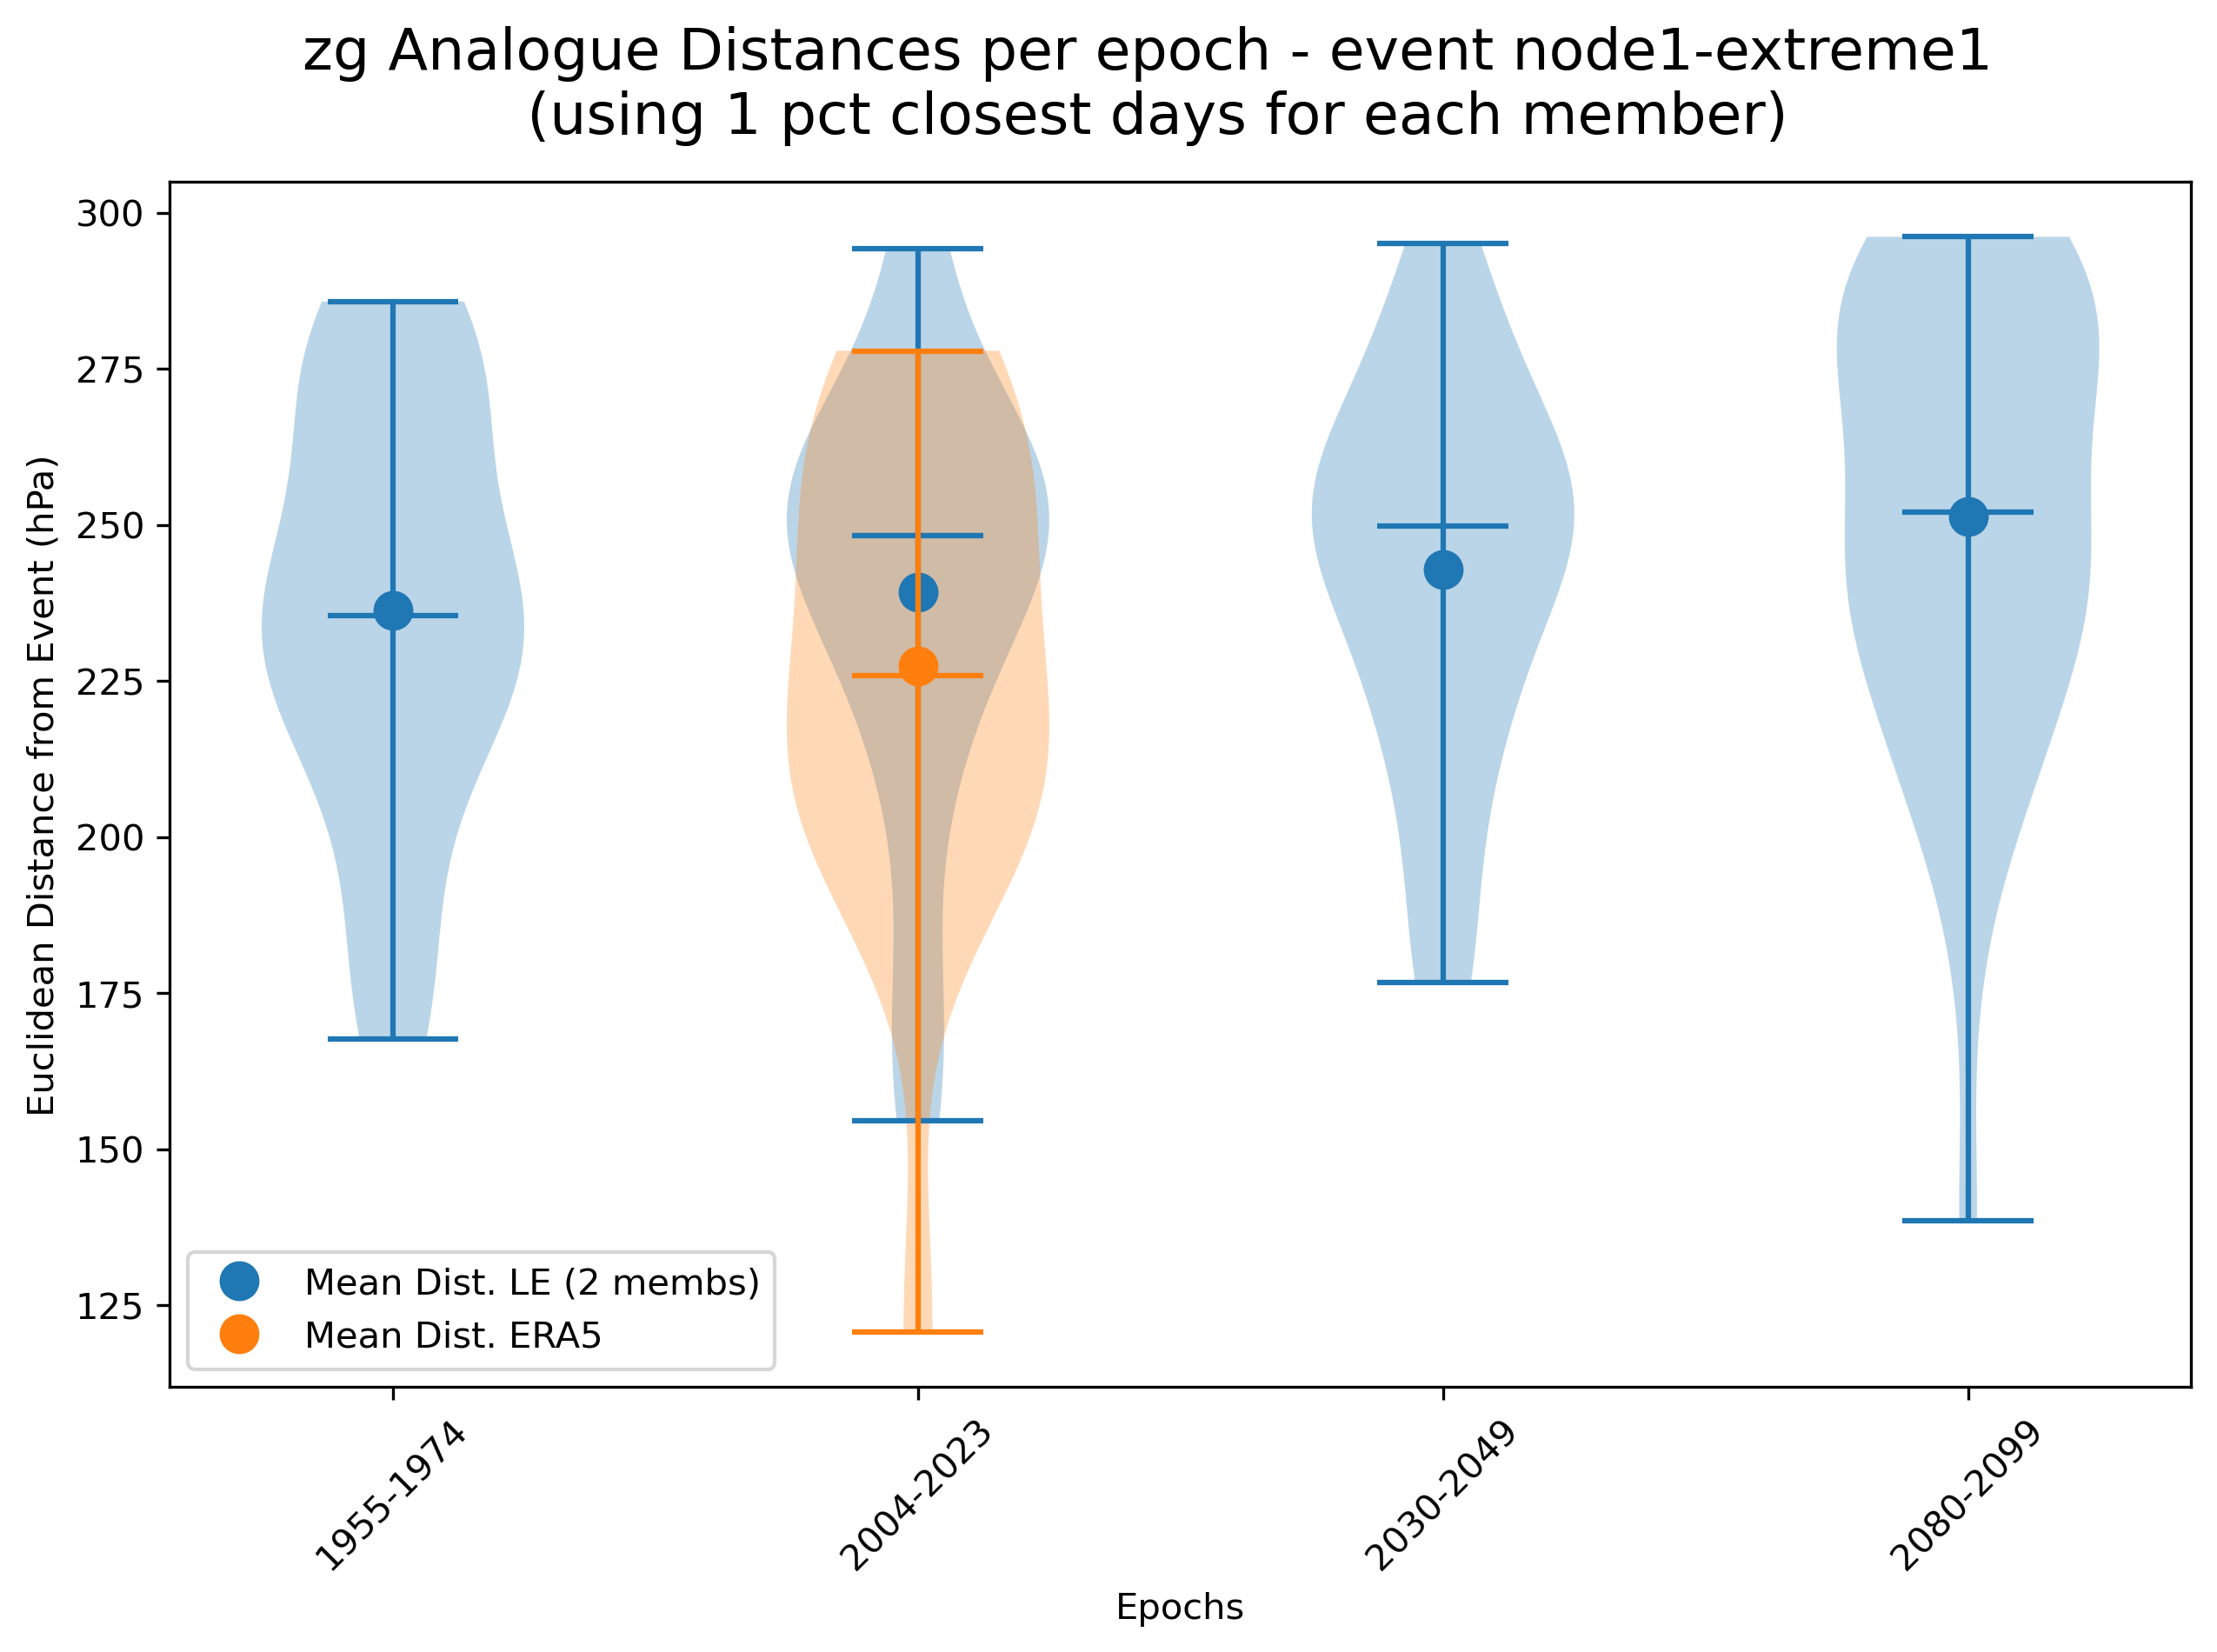 zg Analogue Distances per epoch - event node1-extreme1
(using 1 pct closest days for each member)
Euclidean Distance from Event (hPa)
300
275
250
225
200
175
150
125
Mean Dist. LE (2 membs)
Mean Dist. ERA5
1955-1974
2004-2023
2030-2049
2080-2099
Epochs